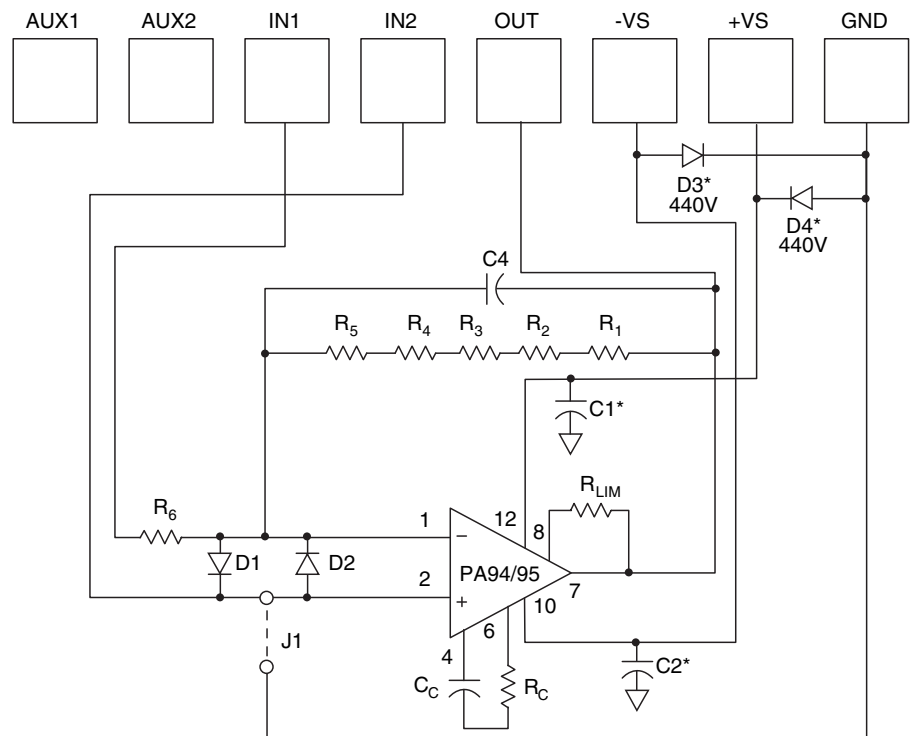 AUX1 AUX2 IN1 IN2 OUT -VS +VS GND
D3*
440V
D4*
440V
C4
R5 R4 R3 R2 R1
C1*
RLIM
R6
1
12
8
D1 D2
−
PA94/95
7
2
+
10
6
J1
4
C2*
CC
RC